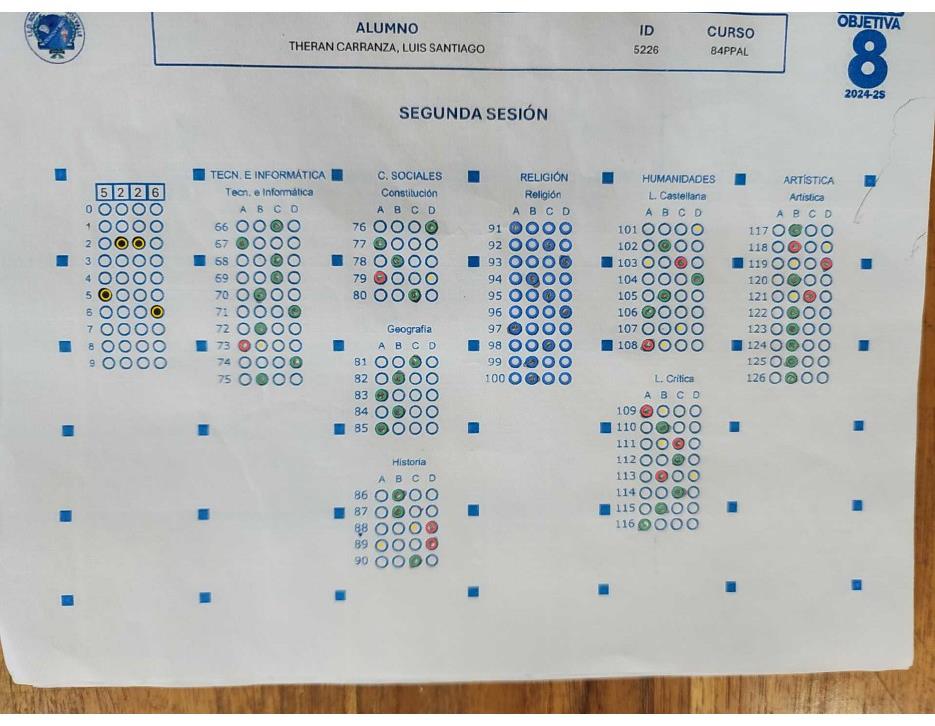 ALUMNO
THERAN CARRANZA, LUIS SANTIAGO
ID
5226
CURSO
84PPAL
OBJETIVA
8
2024-2S
SEGUNDA SESIÓN
5 2 2 6
0
1
2
3
4
5
6
7
8
9
TECN. E INFORMÁTICA
Tecn. e Informática
A B C D
66
67
68
69
70
71
72
73
74
75
C. SOCIALES
Constitución
A B C D
76
77
78
79
80
Geografía
81
82
83
84
85
Historia
A B C D
86
87
88
89
90
RELIGIÓN
Religión
A B C D
91
92
93
94
95
96
97
98
99
100
HUMANIDADES
L. Castellana
A B C D
101
102
103
104
105
106
107
108
L. Crítica
A B C D
109
110
111
112
113
114
115
116
ARTÍSTICA
Artística
A B C D
117
118
119
120
121
122
123
124
125
126